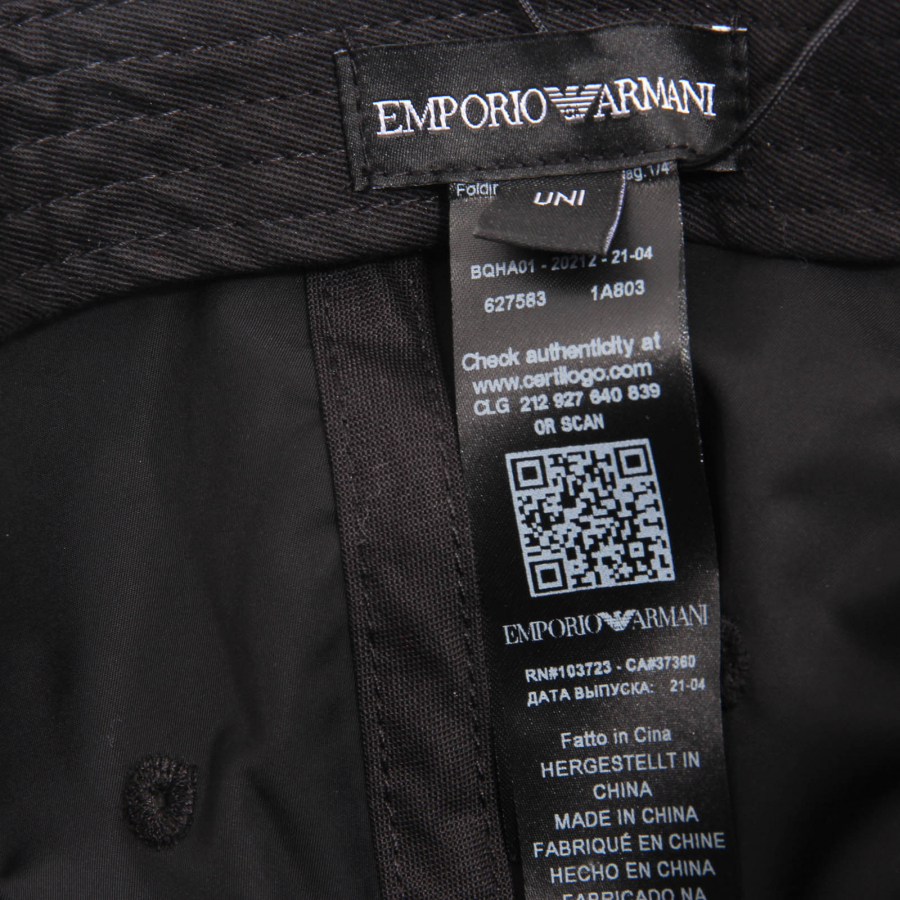 EMPORIO ARMANI
UNI
BQHA01 - 20212 - 21-04
627583 1A803
Check authenticity at
www.certilogo.com
CLG 212 927 640 839
OR SCAN
EMPORIO ARMANI
RN#103723 - CA#37360
ДАТА ВЫПУСКА: 21-04
Fatto in Cina
HERGESTELLT IN
CHINA
MADE IN CHINA
FABRIQUÉ EN CHINE
HECHO EN CHINA
FABRICADO NA